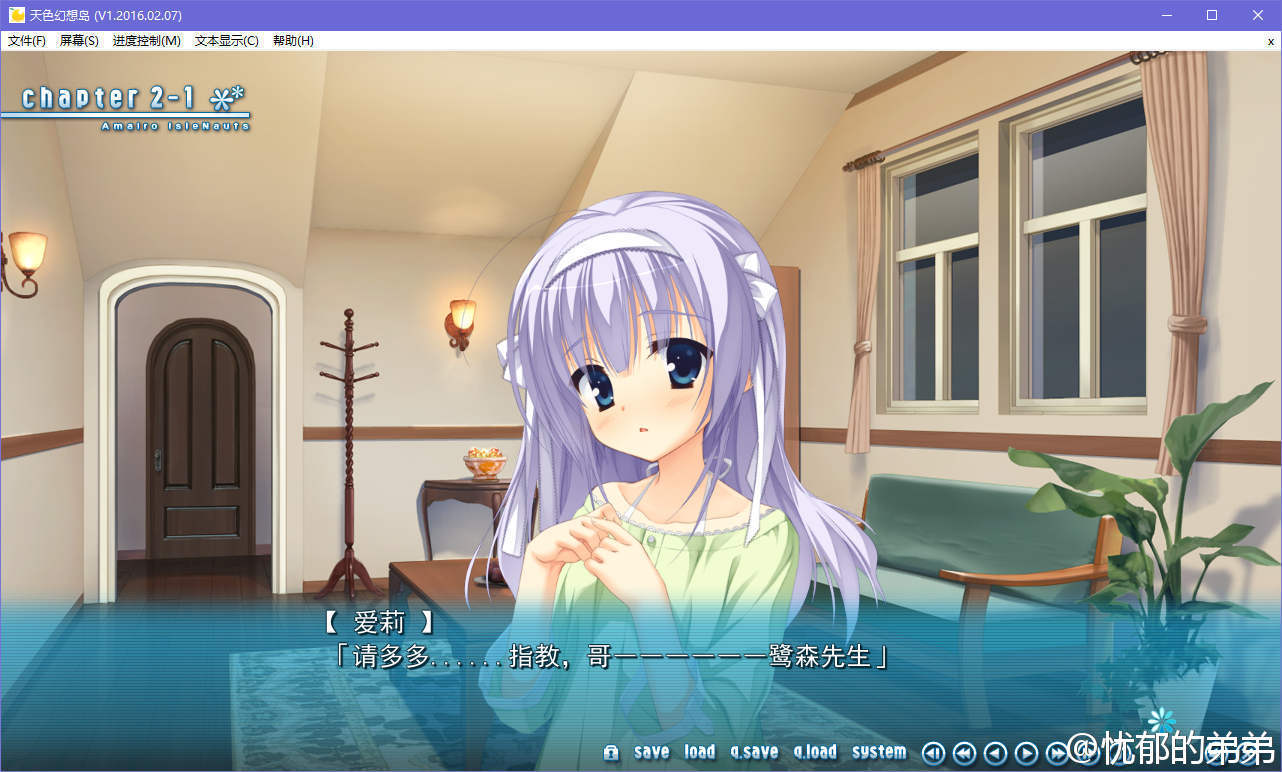 天色幻想岛 (V1.2016.02.07)
文件(F) 屏幕(S) 进度控制(M) 文本显示(C) 帮助(H) x
chapter 2-1
Amairo IsleNauts
【 爱莉 】
「请多多......指教，哥——————鹭森先生」
save load q.save q.load system
@忧郁的弟弟